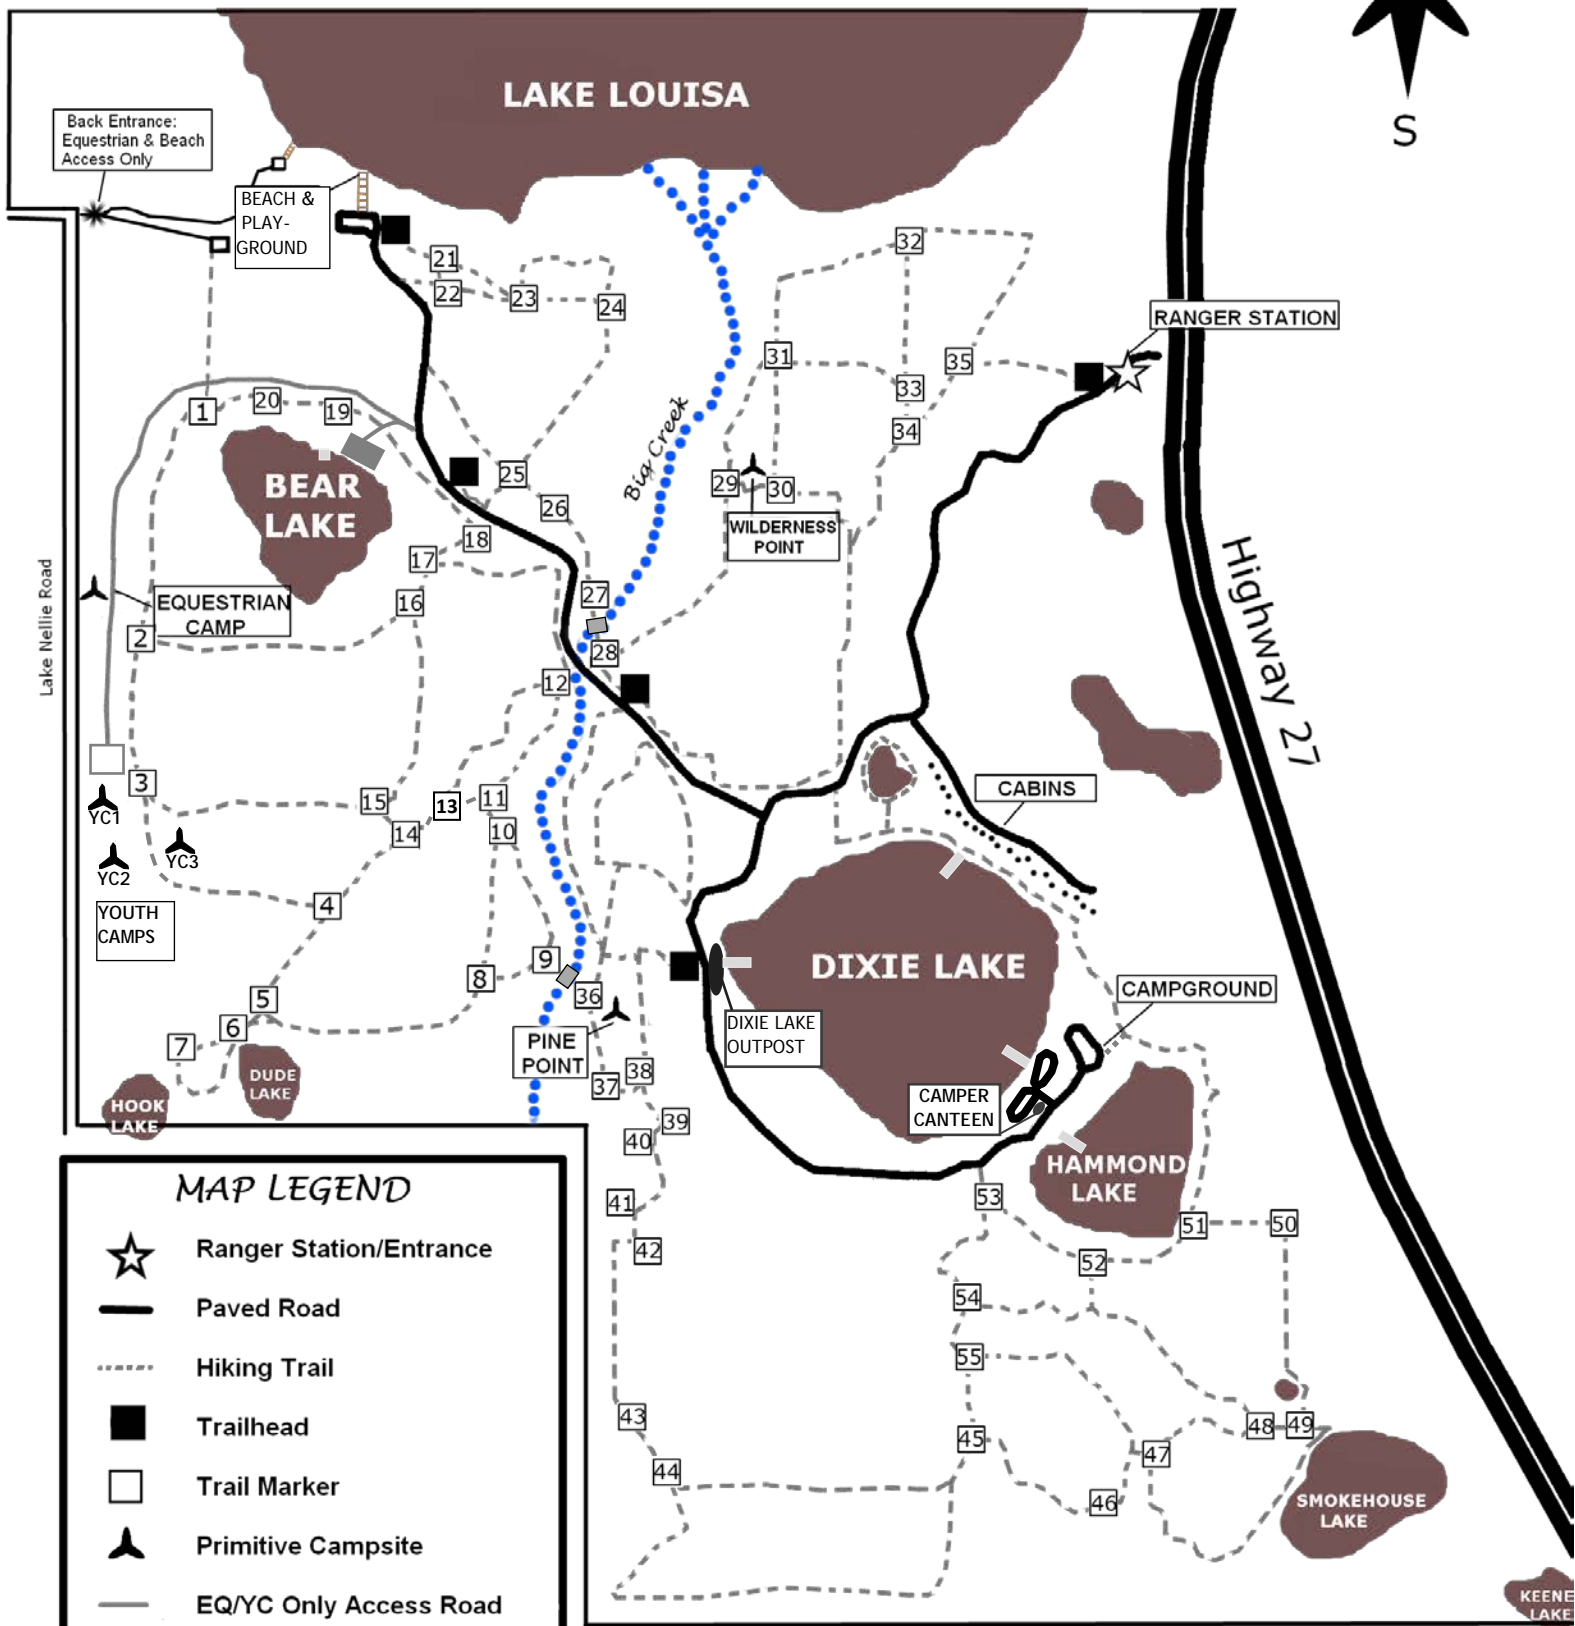 S
LAKE LOUISA
Back Entrance:
Equestrian & Beach
Access Only
BEACH &
PLAY-
GROUND
21
22
23
24
32
31
35
33
34
RANGER STATION
1
20
19
BEAR
LAKE
25
26
18
17
16
Big Creek
29
30
WILDERNESS
POINT
Highway 27
Lake Nellie Road
EQUESTRIAN
CAMP
2
27
28
12
3
YC1
YC2
YC3
YOUTH
CAMPS
15
14
13
11
10
4
CABINS
5
6
7
8
9
36
DIXIE LAKE
CAMPGROUND
DIXIE LAKE
OUTPOST
PINE
POINT
37
38
39
40
41
42
DUDE
LAKE
HOOK
LAKE
CAMPER
CANTEEN
HAMMOND
LAKE
53
51
50
52
54
55
43
44
45
46
47
48
49
SMOKEHOUSE
LAKE
KEENE
LAKE
MAP LEGEND
Ranger Station/Entrance
Paved Road
Hiking Trail
Trailhead
Trail Marker
Primitive Campsite
EQ/YC Only Access Road